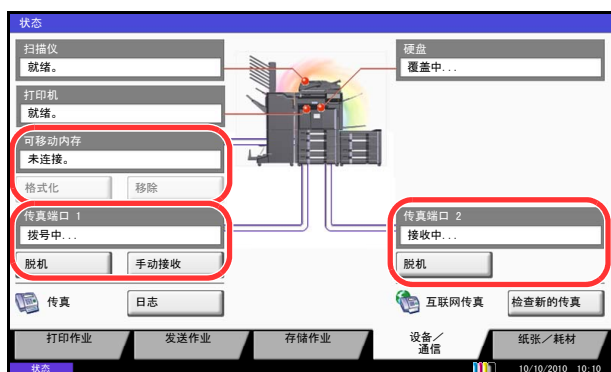 状态
扫描仪
就绪。
硬盘
覆盖中...
打印机
就绪。
可移动内存
未连接。
格式化
移除
传真端口 1
拨号中...
脱机
手动接收
传真端口 2
接收中...
脱机
传真
日志
互联网传真
检查新的传真
打印作业
发送作业
存储作业
设备／
通信
纸张／耗材
状态
10/10/2010 10:10